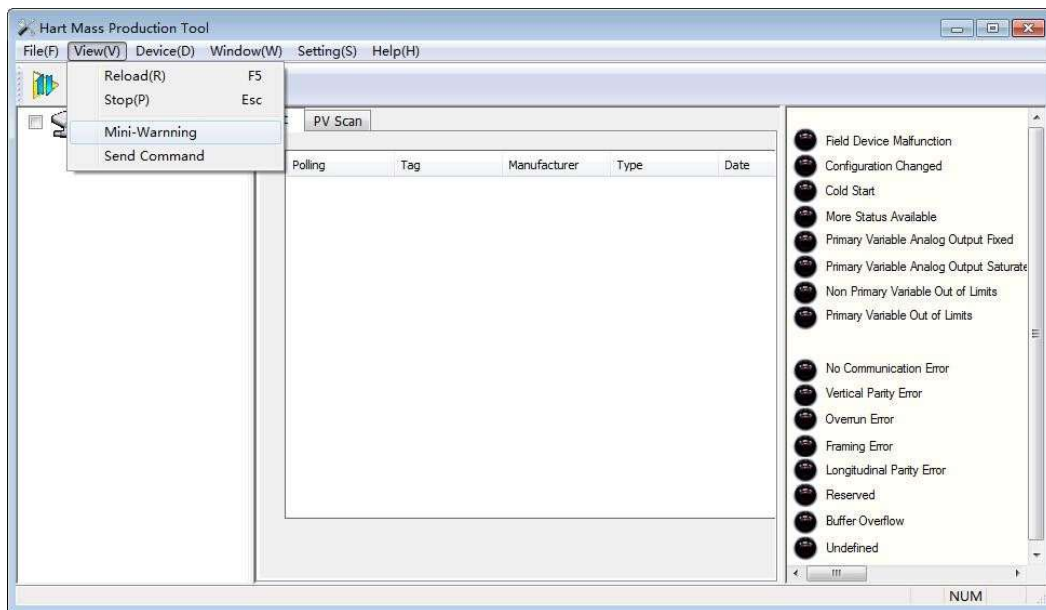 Hart Mass Production Tool
File(F) View(V) Device(D) Window(W) Setting(S) Help(H)
Reload(R) F5
Stop(P) Esc
Mini-Warnning
Send Command
PV Scan
Polling Tag Manufacturer Type Date
Field Device Malfunction
Configuration Changed
Cold Start
More Status Available
Primary Variable Analog Output Fixed
Primary Variable Analog Output Saturate
Non Primary Variable Out of Limits
Primary Variable Out of Limits
No Communication Error
Vertical Parity Error
Overrun Error
Framing Error
Longitudinal Parity Error
Reserved
Buffer Overflow
Undefined
NUM